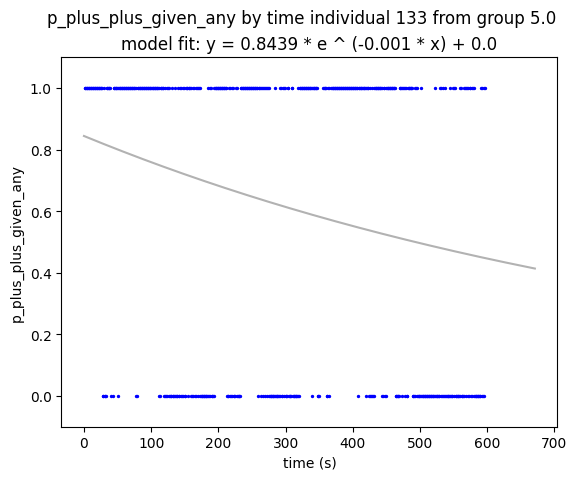 p_plus_plus_given_any by time individual 133 from group 5.0
model fit: y = 0.8439 * e ^ (-0.001 * x) + 0.0
1.0
0.8
0.6
0.4
0.2
0.0
p_plus_plus_given_any
0 100 200 300 400 500 600 700
time (s)